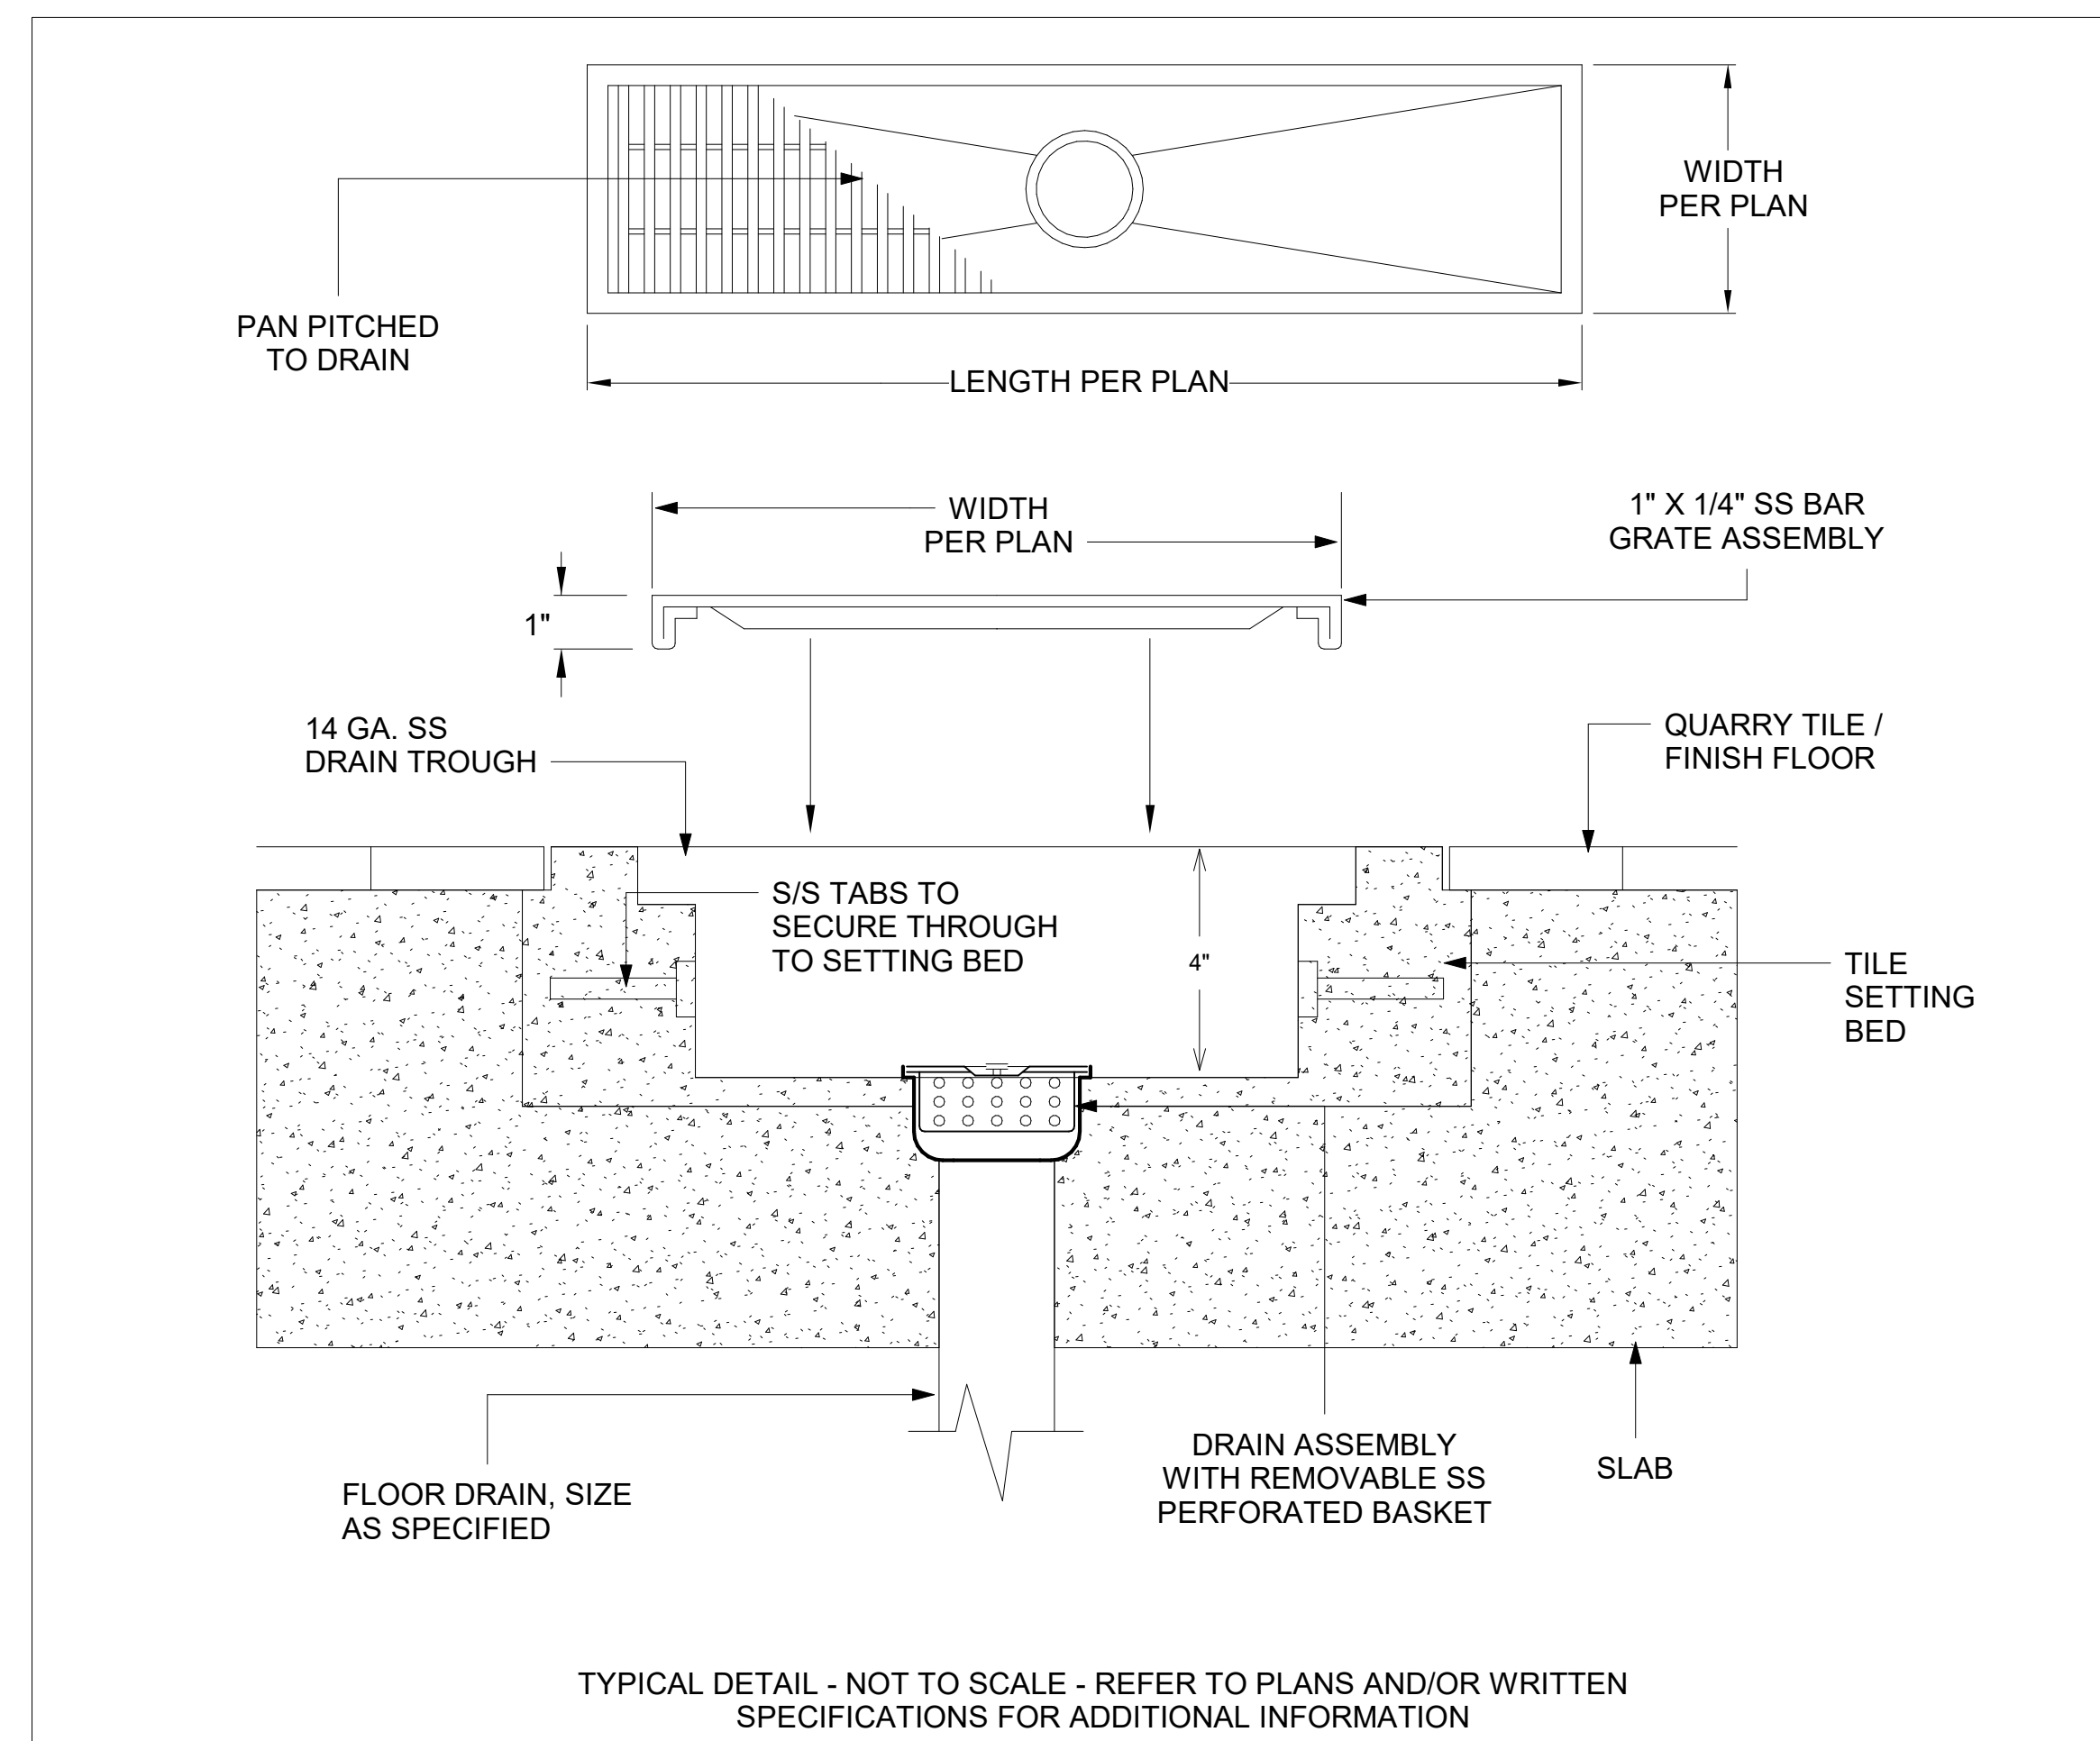 WIDTH
PER PLAN
PAN PITCHED
TO DRAIN
LENGTH PER PLAN
WIDTH
PER PLAN
1" X 1/4" SS BAR
GRATE ASSEMBLY
1"
14 GA. SS
DRAIN TROUGH
QUARRY TILE /
FINISH FLOOR
S/S TABS TO
SECURE THROUGH
TO SETTING BED
4"
TILE
SETTING
BED
FLOOR DRAIN, SIZE
AS SPECIFIED
DRAIN ASSEMBLY
WITH REMOVABLE SS
PERFORATED BASKET
SLAB
TYPICAL DETAIL - NOT TO SCALE - REFER TO PLANS AND/OR WRITTEN
SPECIFICATIONS FOR ADDITIONAL INFORMATION